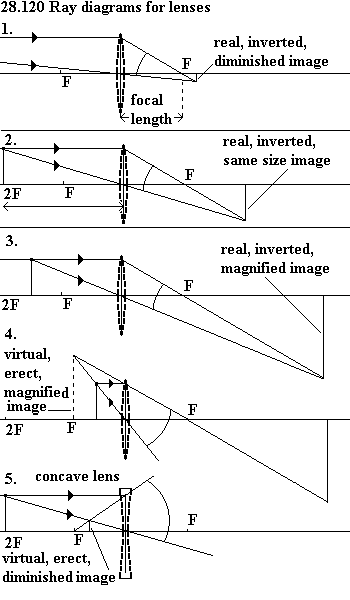 28.120 Ray diagrams for lenses
1.
F
F
real, inverted,
diminished image
focal
length
2.
2F
F
F
real, inverted,
same size image
3.
2F
F
F
real, inverted,
magnified image
4.
virtual,
erect,
magnified
image
2F
F
F
5.
concave lens
2F
F
F
virtual, erect,
diminished image